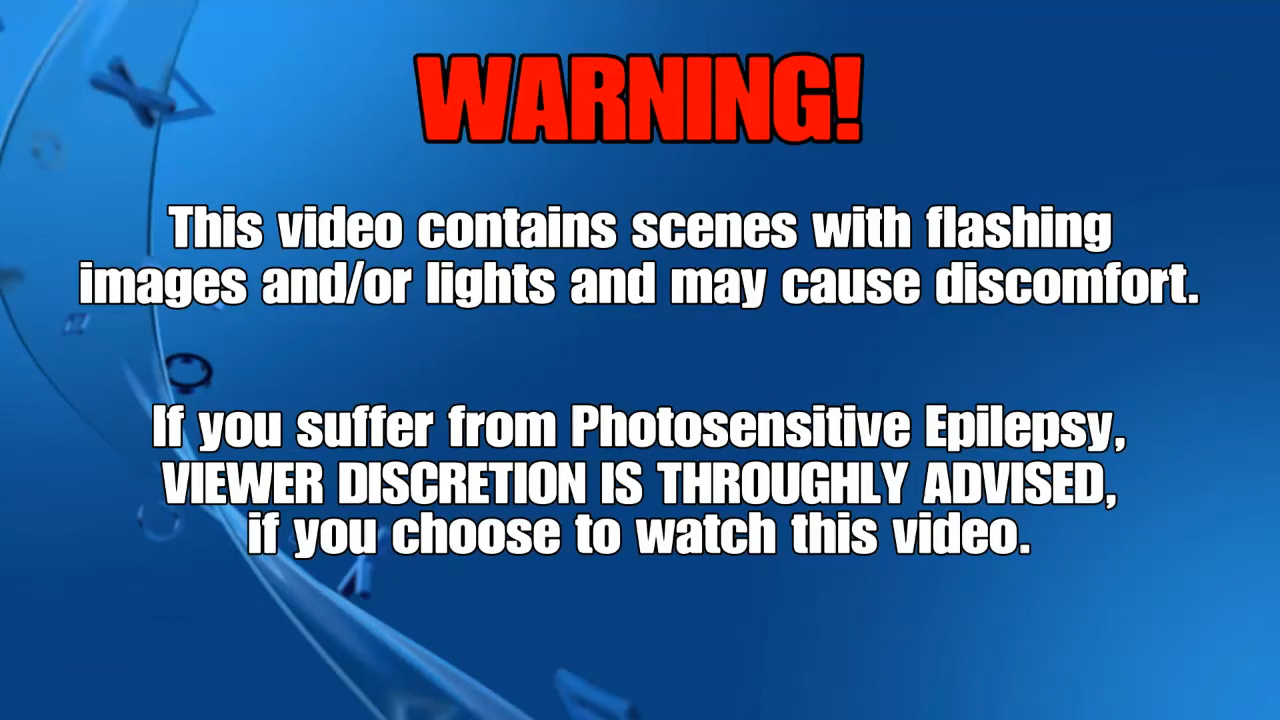 WARNING!
This video contains scenes with flashing
images and/or lights and may cause discomfort.
If you suffer from Photosensitive Epilepsy,
VIEWER DISCRETION IS THROUGHLY ADVISED,
if you choose to watch this video.